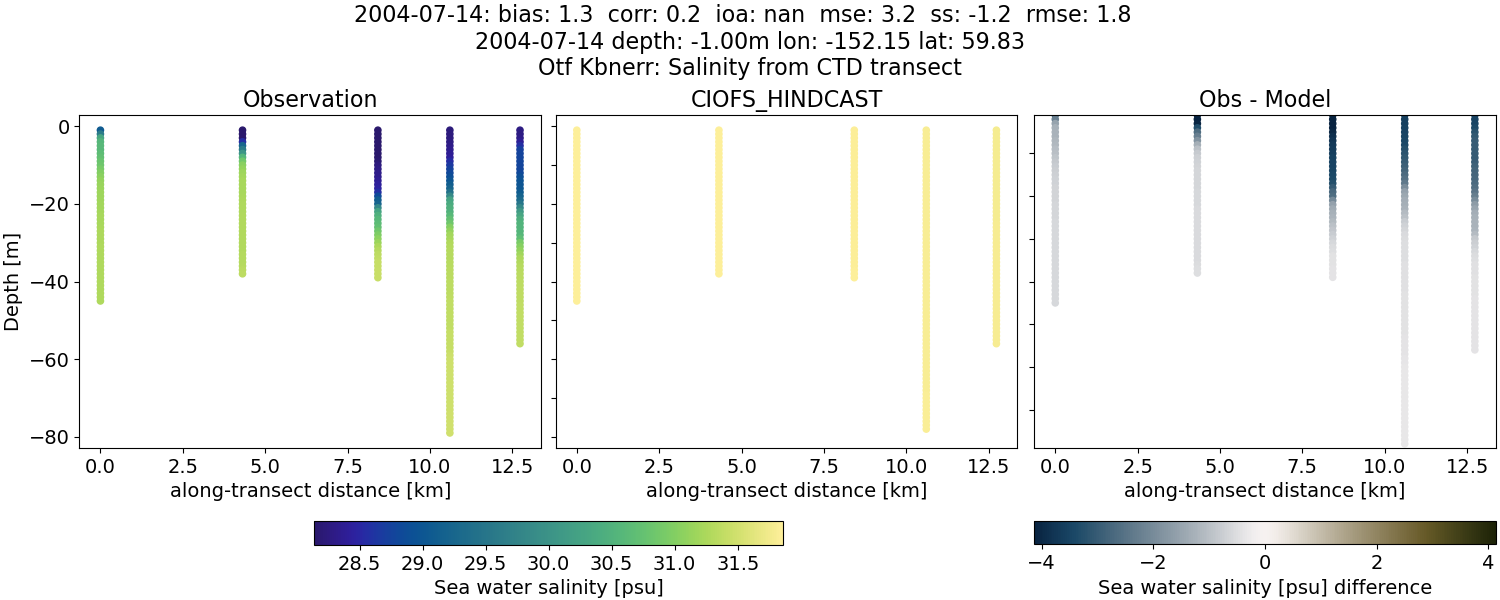 2004-07-14: bias: 1.3  corr: 0.2  ioa: nan  mse: 3.2  ss: -1.2  rmse: 1.8
2004-07-14 depth: -1.00m lon: -152.15 lat: 59.83
Otf Kbnerr: Salinity from CTD transect
Observation
CIOFS_HINDCAST
Obs - Model
Depth [m]
0
−20
−40
−60
−80
0.0 2.5 5.0 7.5 10.0 12.5
0.0 2.5 5.0 7.5 10.0 12.5
0.0 2.5 5.0 7.5 10.0 12.5
along-transect distance [km]
along-transect distance [km]
along-transect distance [km]
28.5 29.0 29.5 30.0 30.5 31.0 31.5
Sea water salinity [psu]
−4 −2 0 2 4
Sea water salinity [psu] difference